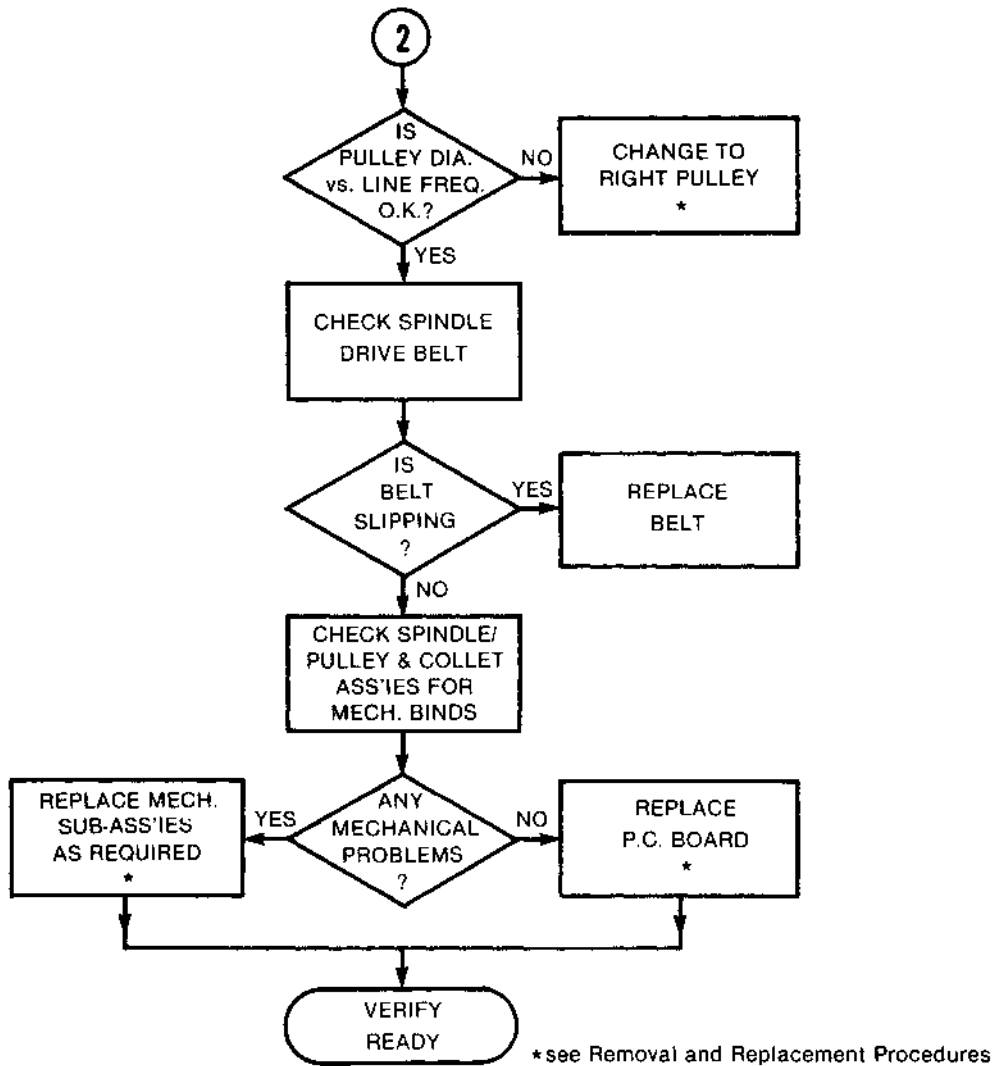 2
IS
PULLEY DIA.
vs. LINE FREQ.
O.K.?
NO
CHANGE TO
RIGHT PULLEY
*
YES
CHECK SPINDLE
DRIVE BELT
IS
BELT
SLIPPING
?
YES
REPLACE
BELT
NO
CHECK SPINDLE/
PULLEY & COLLET
ASS'IES FOR
MECH. BINDS
REPLACE MECH.
SUB-ASS'IES
AS REQUIRED
*
YES
ANY
MECHANICAL
PROBLEMS
?
NO
REPLACE
P.C. BOARD
*
VERIFY
READY
*see Removal and Replacement Procedures